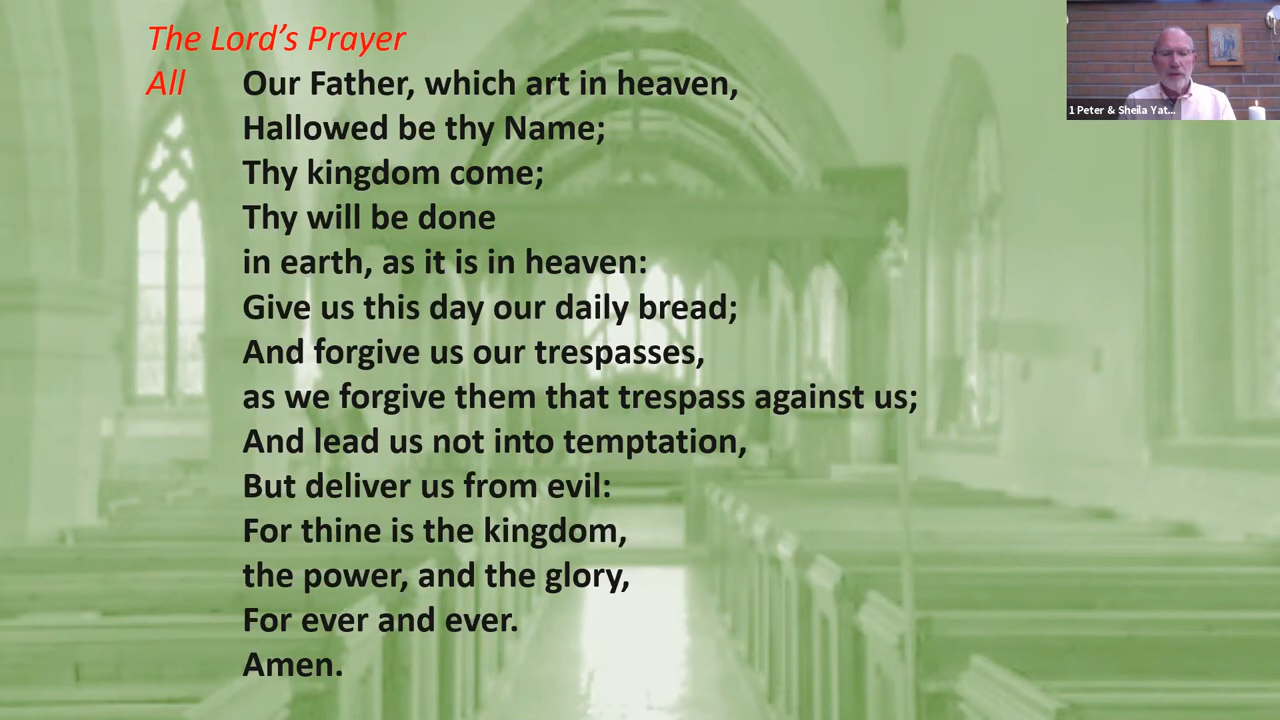 The Lord’s Prayer
All Our Father, which art in heaven,
Hallowed be thy Name;
Thy kingdom come;
Thy will be done
in earth, as it is in heaven:
Give us this day our daily bread;
And forgive us our trespasses,
as we forgive them that trespass against us;
And lead us not into temptation,
But deliver us from evil:
For thine is the kingdom,
the power, and the glory,
For ever and ever.
Amen.
1 Peter & Sheila Yat...